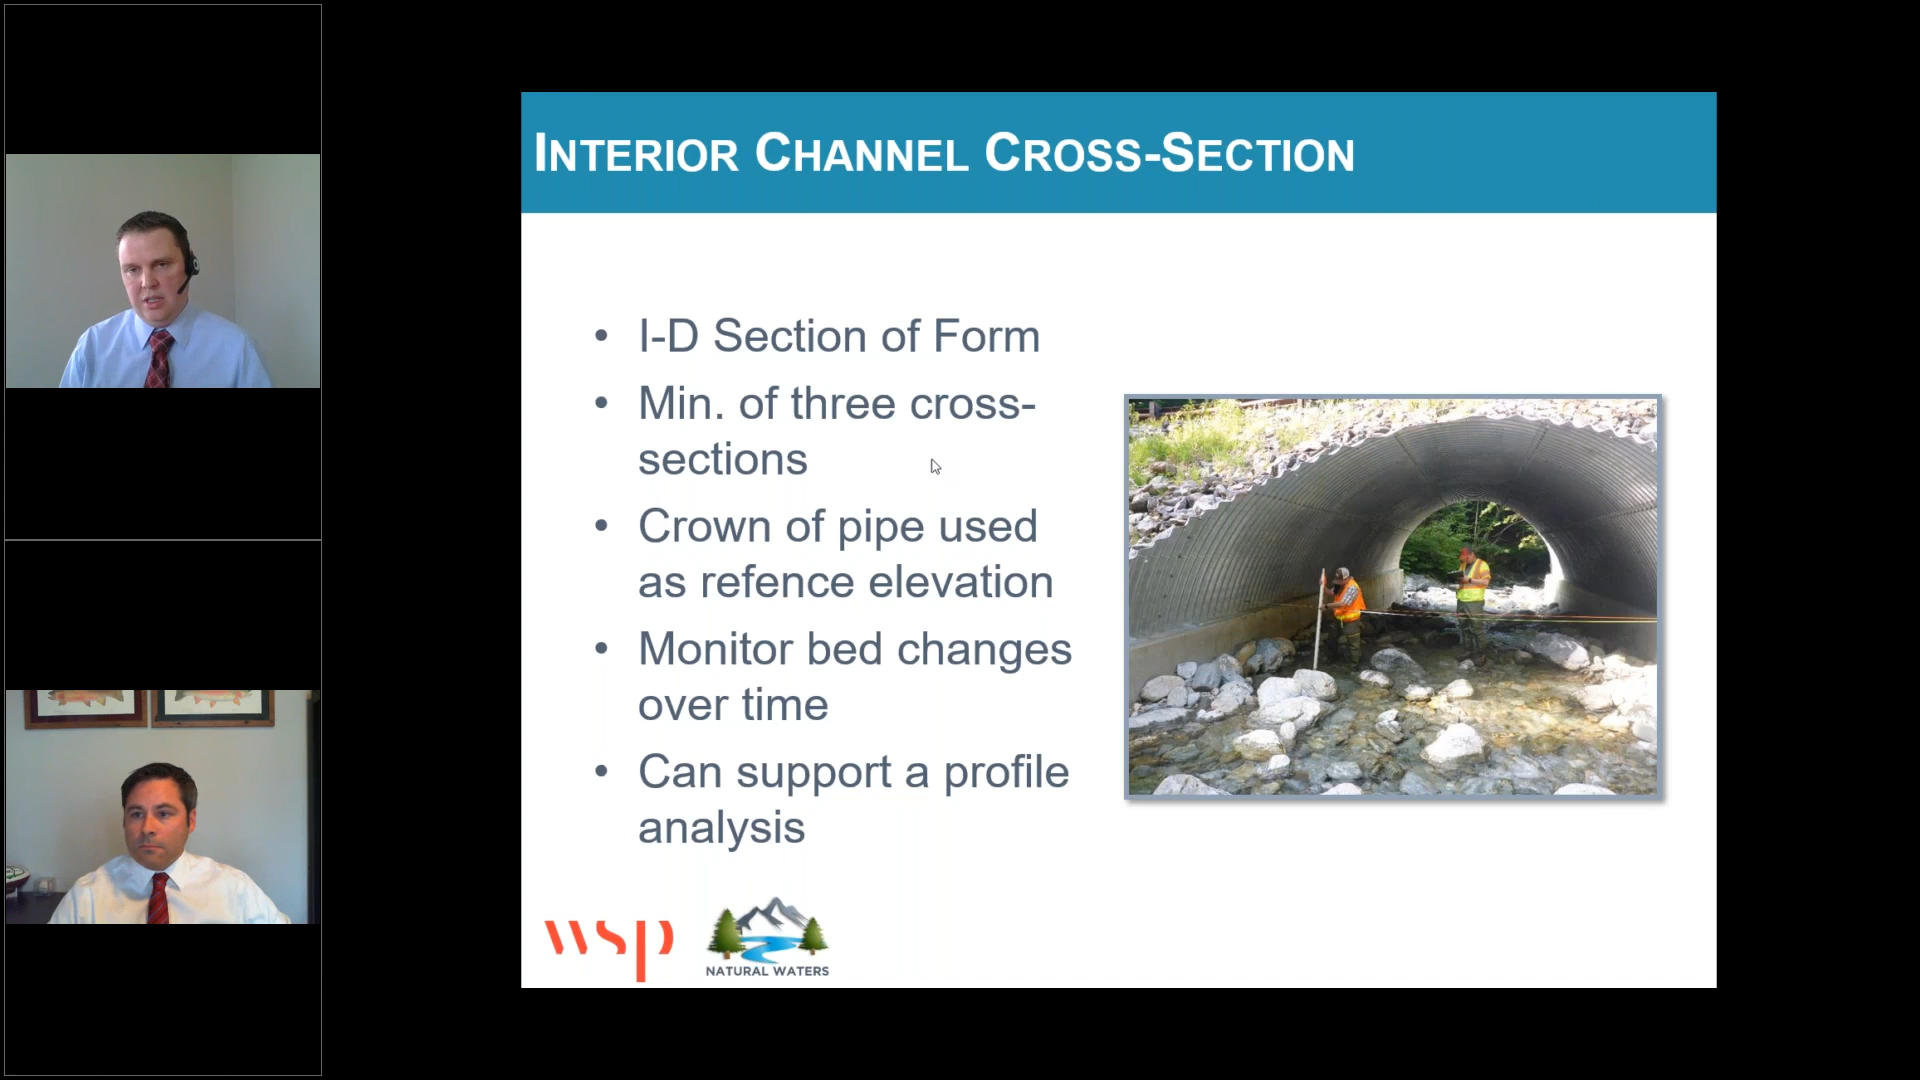 INTERIOR CHANNEL CROSS-SECTION
• I-D Section of Form
• Min. of three cross-
sections
• Crown of pipe used
as refence elevation
• Monitor bed changes
over time
• Can support a profile
analysis
wsp
NATURAL WATERS